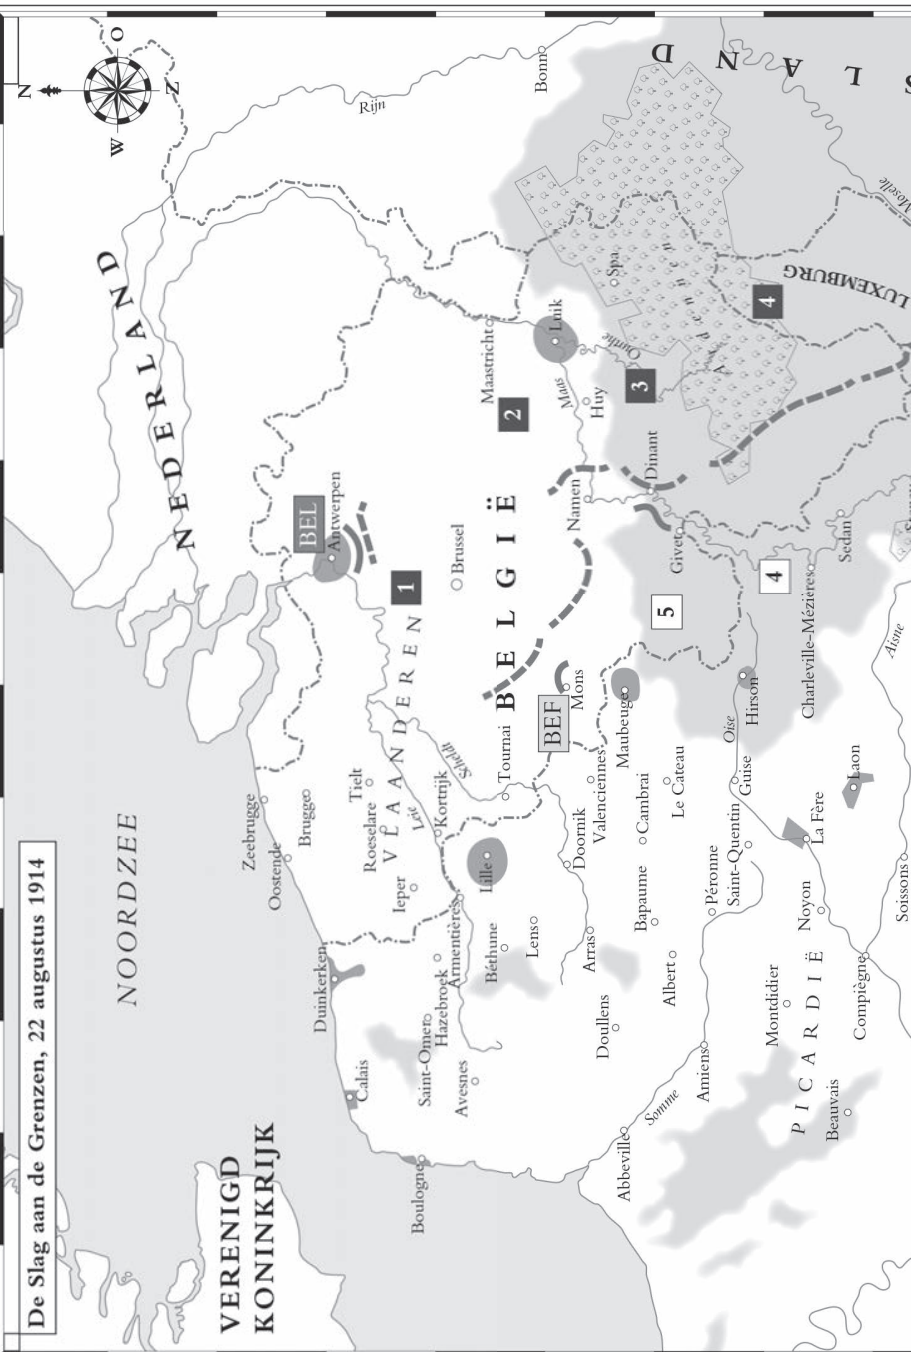 De Slag aan de Grenzen, 22 augustus 1914
N
W
O
Z
NOORDZEE
VERENIGD
KONINKRIJK
NEDERLAND
BELGIË
VLAANDEREN
PICARDIË
LUXEMBURG
Ardennen
Rijn
Bonn
Moselle
Maastricht
Luik
Spa
Ourthe
Maas
Huy
Namen
Dinant
Givet
Sedan
Charleville-Mézières
Aisne
BEL
Antwerpen
Brussel
1
2
3
4
4
5
BEF
Mons
Maubeuge
Hirson
Oise
Guise
Laon
La Fère
Le Cateau
Cambrai
Valenciennes
Doornik
Tournai
Scheldt
Zeebrugge
Brugge
Oostende
Tielt
Roeselare
Leie
Kortrijk
Ieper
Lille
Armentières
Duinkerken
Calais
Boulogne
Saint-Omer
Hazebroek
Avesnes
Béthune
Lens
Arras
Doullens
Bapaume
Albert
Péronne
Saint-Quentin
Noyon
Soissons
Compiègne
Montdidier
Amiens
Somme
Abbeville
Beauvais
SLAND